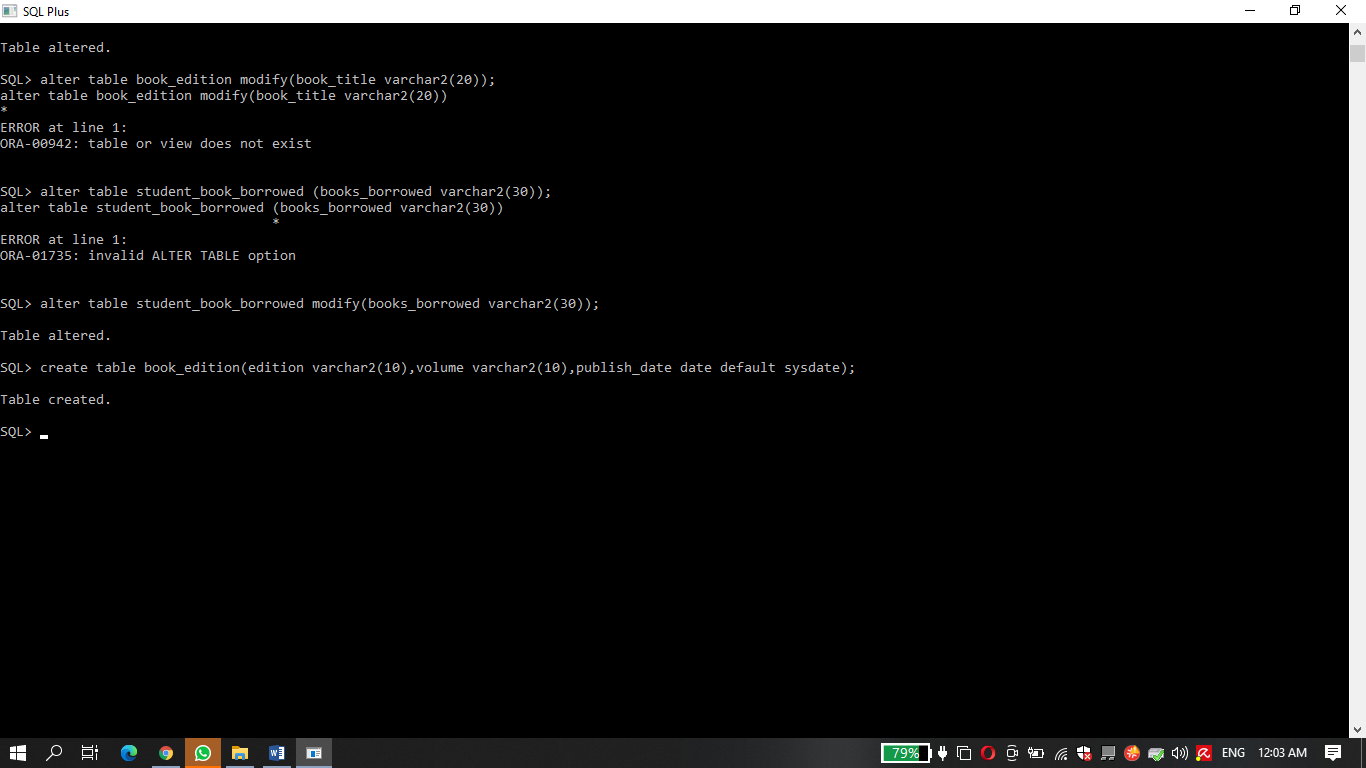 SQL Plus
Table altered.
SQL> alter table book_edition modify(book_title varchar2(20));
alter table book_edition modify(book_title varchar2(20))
*
ERROR at line 1:
ORA-00942: table or view does not exist
SQL> alter table student_book_borrowed (books_borrowed varchar2(30));
alter table student_book_borrowed (books_borrowed varchar2(30))
*
ERROR at line 1:
ORA-01735: invalid ALTER TABLE option
SQL> alter table student_book_borrowed modify(books_borrowed varchar2(30));
Table altered.
SQL> create table book_edition(edition varchar2(10),volume varchar2(10),publish_date date default sysdate);
Table created.
SQL>
79% ENG 12:03 AM